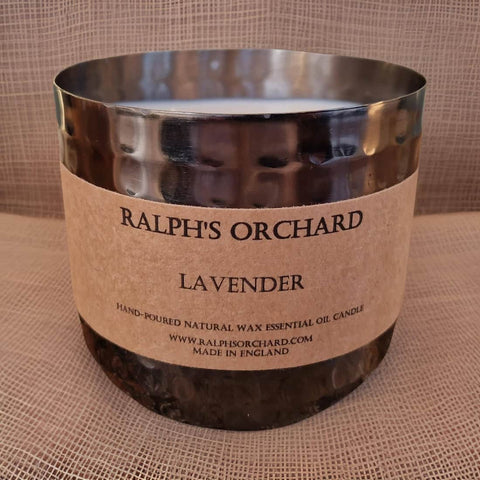 RALPH'S ORCHARD
LAVENDER
HAND-POURED NATURAL WAX ESSENTIAL OIL CANDLE
WWW.RALPHSORCHARD.COM
MADE IN ENGLAND